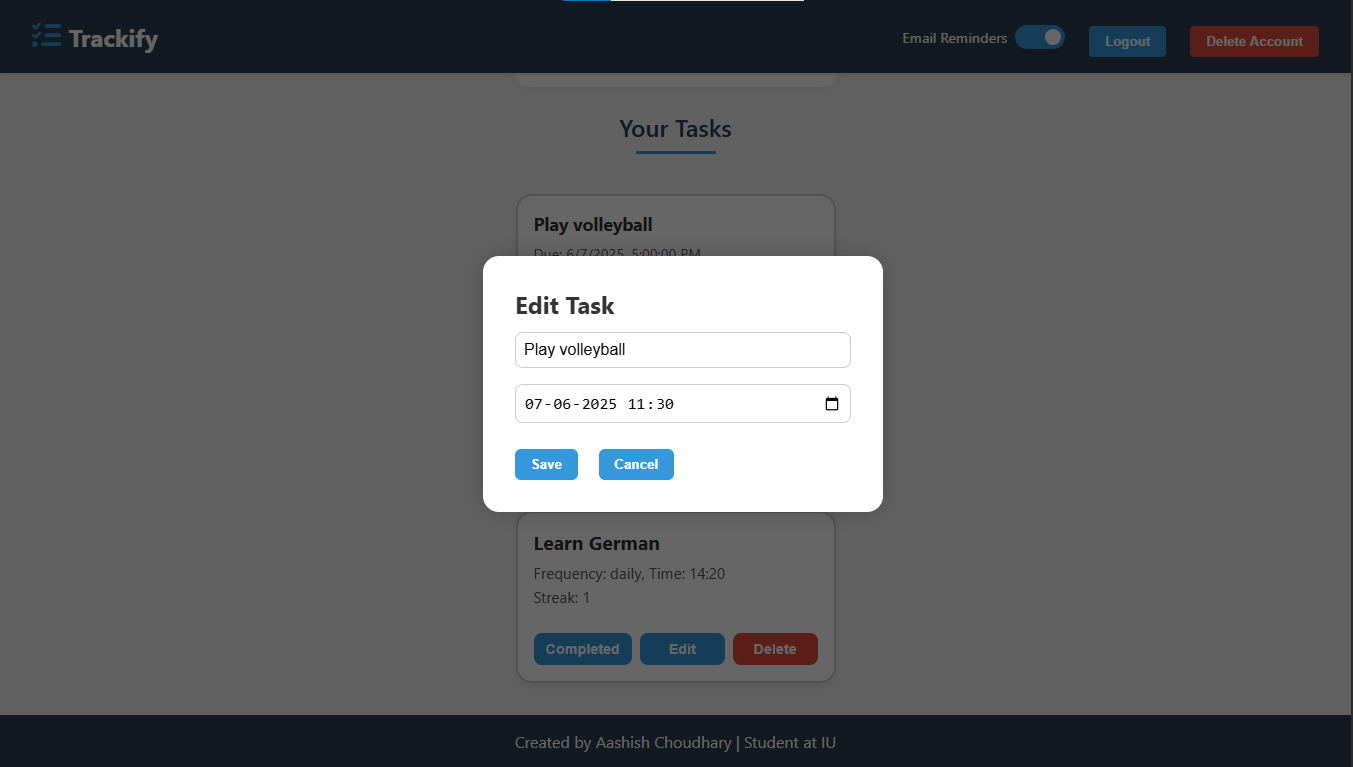 Trackify
Email Reminders
Logout
Delete Account
Your Tasks
Play volleyball
Due: 6/7/2025, 5:00:00 PM
Edit Task
Play volleyball
07-06-2025 11:30
Save
Cancel
Learn German
Frequency: daily, Time: 14:20
Streak: 1
Completed
Edit
Delete
Created by Aashish Choudhary | Student at IU